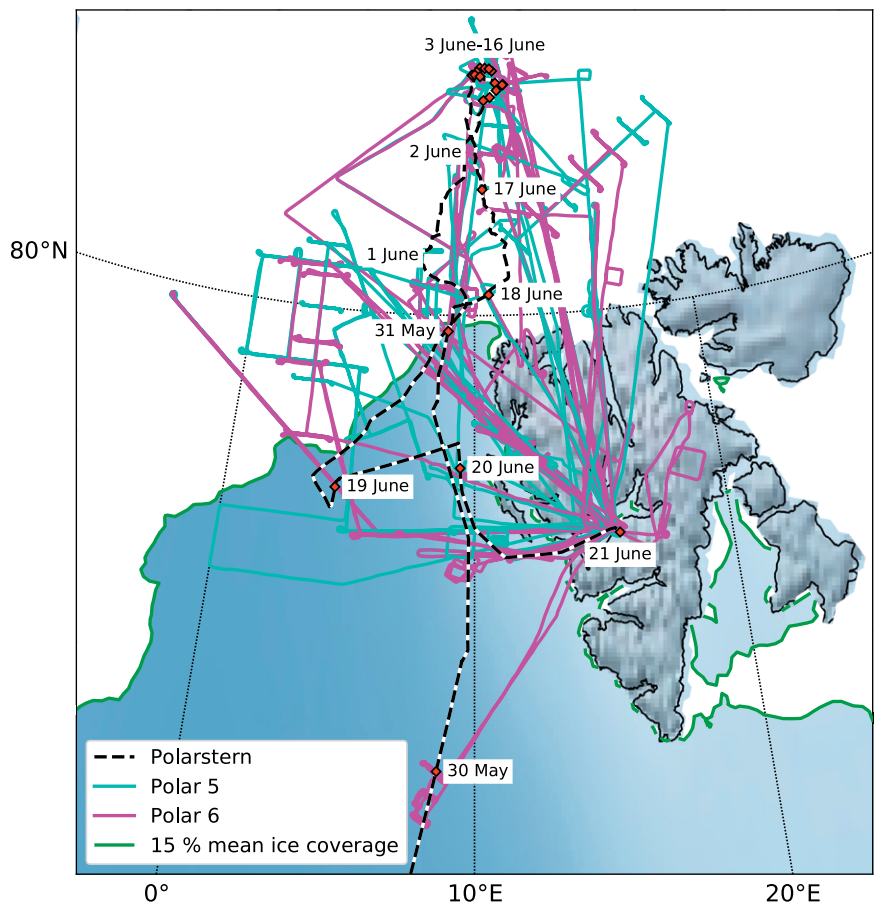 3 June-16 June
2 June
17 June
80°N
1 June
18 June
31 May
20 June
19 June
21 June
30 May
Polarstern
Polar 5
Polar 6
15 % mean ice coverage
0°
10°E
20°E